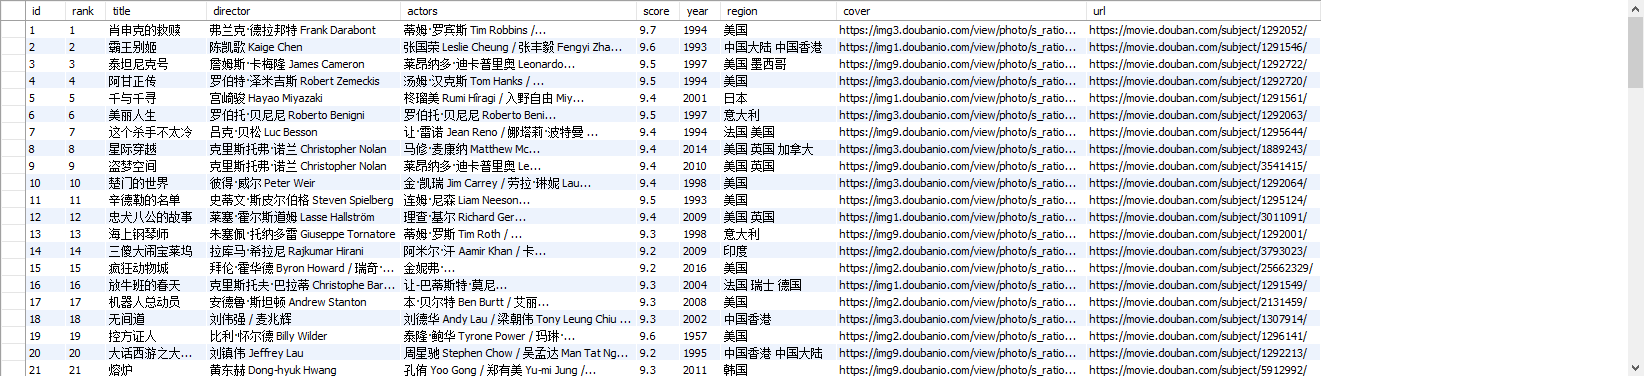 id rank title director actors score year region cover url
1 1 肖申克的救赎 弗兰克·德拉邦特 Frank Darabont 蒂姆·罗宾斯 Tim Robbins /... 9.7 1994 美国 https://img3.doubanio.com/view/photo/s_ratio... https://movie.douban.com/subject/1292052/
2 2 霸王别姬 陈凯歌 Kaige Chen 张国荣 Leslie Cheung / 张丰毅 Fengyi Zha... 9.6 1993 中国大陆 中国香港 https://img1.doubanio.com/view/photo/s_ratio... https://movie.douban.com/subject/1291546/
3 3 泰坦尼克号 詹姆斯·卡梅隆 James Cameron 莱昂纳多·迪卡普里奥 Leonardo... 9.5 1997 美国 墨西哥 https://img9.doubanio.com/view/photo/s_ratio... https://movie.douban.com/subject/1292722/
4 4 阿甘正传 罗伯特·泽米吉斯 Robert Zemeckis 汤姆·汉克斯 Tom Hanks / ... 9.5 1994 美国 https://img3.doubanio.com/view/photo/s_ratio... https://movie.douban.com/subject/1292720/
5 5 千与千寻 宫崎骏 Hayao Miyazaki 柊瑠美 Rumi Hîragi / 入野自由 Miy... 9.4 2001 日本 https://img1.doubanio.com/view/photo/s_ratio... https://movie.douban.com/subject/1291561/
6 6 美丽人生 罗伯托·贝尼尼 Roberto Benigni 罗伯托·贝尼尼 Roberto Beni... 9.5 1997 意大利 https://img3.doubanio.com/view/photo/s_ratio... https://movie.douban.com/subject/1292063/
7 7 这个杀手不太冷 吕克·贝松 Luc Besson 让·雷诺 Jean Reno / 娜塔莉·波特曼 ... 9.4 1994 法国 美国 https://img9.doubanio.com/view/photo/s_ratio... https://movie.douban.com/subject/1295644/
8 8 星际穿越 克里斯托弗·诺兰 Christopher Nolan 马修·麦康纳 Matthew Mc... 9.4 2014 美国 英国 加拿大 https://img3.doubanio.com/view/photo/s_ratio... https://movie.douban.com/subject/1889243/
9 9 盗梦空间 克里斯托弗·诺兰 Christopher Nolan 莱昂纳多·迪卡普里奥 Le... 9.4 2010 美国 英国 https://img9.doubanio.com/view/photo/s_ratio... https://movie.douban.com/subject/3541415/
10 10 楚门的世界 彼得·威尔 Peter Weir 金·凯瑞 Jim Carrey / 劳拉·琳妮 Lau... 9.4 1998 美国 https://img3.doubanio.com/view/photo/s_ratio... https://movie.douban.com/subject/1292064/
11 11 辛德勒的名单 史蒂文·斯皮尔伯格 Steven Spielberg 连姆·尼森 Liam Neeson... 9.5 1993 美国 https://img3.doubanio.com/view/photo/s_ratio... https://movie.douban.com/subject/1295124/
12 12 忠犬八公的故事 莱塞·霍尔斯道姆 Lasse Hallström 理查·基尔 Richard Ger... 9.4 2009 美国 英国 https://img1.doubanio.com/view/photo/s_ratio... https://movie.douban.com/subject/3011091/
13 13 海上钢琴师 朱塞佩·托纳多雷 Giuseppe Tornatore 蒂姆·罗斯 Tim Roth / ... 9.3 1998 意大利 https://img9.doubanio.com/view/photo/s_ratio... https://movie.douban.com/subject/1292001/
14 14 三傻大闹宝莱坞 拉库马·希拉尼 Rajkumar Hirani 阿米尔·汗 Aamir Khan / 卡... 9.2 2009 印度 https://img2.doubanio.com/view/photo/s_ratio... https://movie.douban.com/subject/3793023/
15 15 疯狂动物城 拜伦·霍华德 Byron Howard / 瑞奇·... 金妮弗·... 9.2 2016 美国 https://img2.doubanio.com/view/photo/s_ratio... https://movie.douban.com/subject/25662329/
16 16 放牛班的春天 克里斯托夫·巴拉蒂 Christophe Bar... 让-巴蒂斯特·莫尼... 9.3 2004 法国 瑞士 德国 https://img1.doubanio.com/view/photo/s_ratio... https://movie.douban.com/subject/1291549/
17 17 机器人总动员 安德鲁·斯坦顿 Andrew Stanton 本·贝尔特 Ben Burtt / 艾丽... 9.3 2008 美国 https://img2.doubanio.com/view/photo/s_ratio... https://movie.douban.com/subject/2131459/
18 18 无间道 刘伟强 / 麦兆辉 刘德华 Andy Lau / 梁朝伟 Tony Leung Chiu ... 9.3 2002 中国香港 https://img3.doubanio.com/view/photo/s_ratio... https://movie.douban.com/subject/1307914/
19 19 控方证人 比利·怀尔德 Billy Wilder 泰隆·鲍华 Tyrone Power / 玛琳·... 9.6 1957 美国 https://img2.doubanio.com/view/photo/s_ratio... https://movie.douban.com/subject/1296141/
20 20 大话西游之大... 刘镇伟 Jeffrey Lau 周星驰 Stephen Chow / 吴孟达 Man Tat Ng... 9.2 1995 中国香港 中国大陆 https://img9.doubanio.com/view/photo/s_ratio... https://movie.douban.com/subject/1292213/
21 21 熔炉 黄东赫 Dong-hyuk Hwang 孔侑 Yoo Gong / 郑有美 Yu-mi Jung /... 9.3 2011 韩国 https://img9.doubanio.com/view/photo/s_ratio... https://movie.douban.com/subject/5912992/